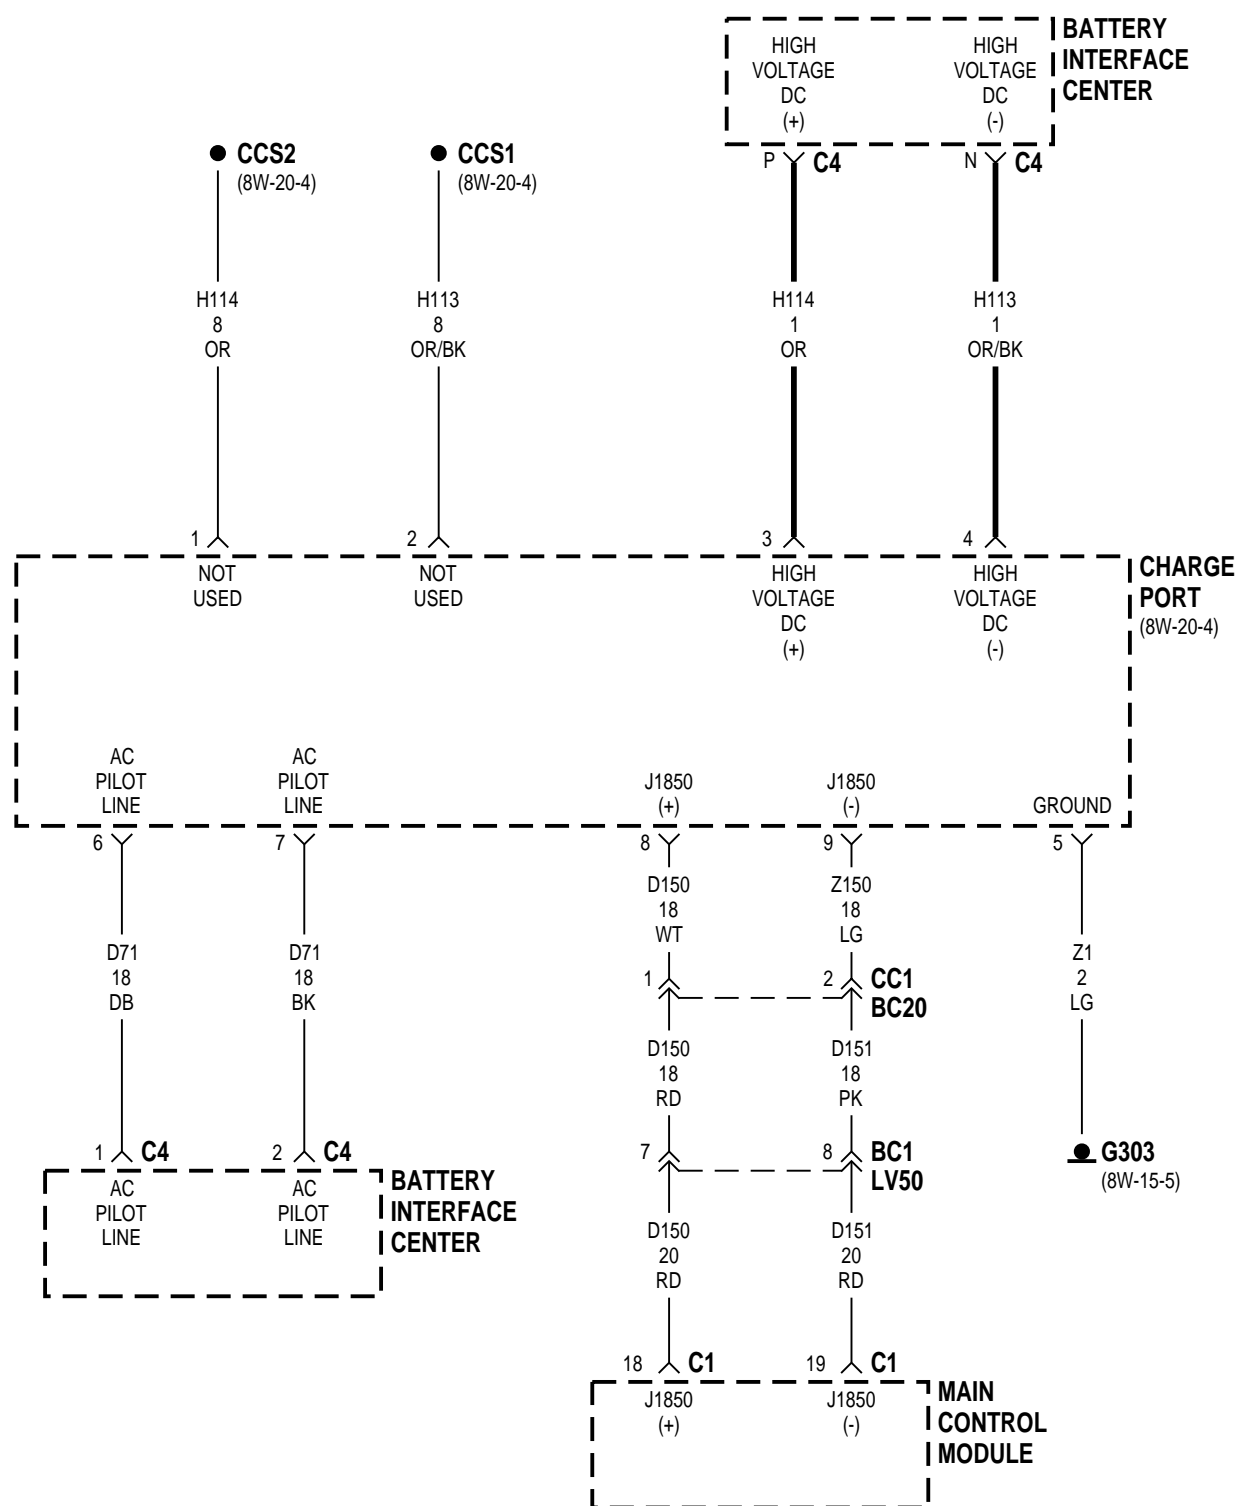 HIGH
VOLTAGE
DC
(+)
HIGH
VOLTAGE
DC
(-)
BATTERY
INTERFACE
CENTER
CCS2
(8W-20-4)
CCS1
(8W-20-4)
P
C4
N
C4
H114
8
OR
H113
8
OR/BK
H114
1
OR
H113
1
OR/BK
1
2
3
4
NOT
USED
NOT
USED
HIGH
VOLTAGE
DC
(+)
HIGH
VOLTAGE
DC
(-)
CHARGE
PORT
(8W-20-4)
AC
PILOT
LINE
AC
PILOT
LINE
J1850
(+)
J1850
(-)
GROUND
6
7
8
9
5
D150
18
WT
Z150
18
LG
D71
18
DB
D71
18
BK
Z1
2
LG
1
2
CC1
BC20
D150
18
RD
D151
18
PK
1
C4
2
C4
7
8
BC1
LV50
G303
(8W-15-5)
AC
PILOT
LINE
AC
PILOT
LINE
BATTERY
INTERFACE
CENTER
D150
20
RD
D151
20
RD
18
C1
19
C1
J1850
(+)
J1850
(-)
MAIN
CONTROL
MODULE